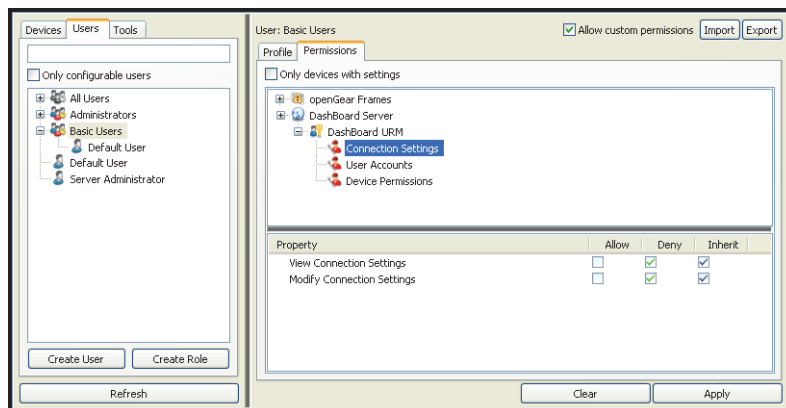 Devices Users Tools
Only configurable users
All Users
Administrators
Basic Users
Default User
Default User
Server Administrator
Create User Create Role
Refresh
User: Basic Users Allow custom permissions Import Export
Profile Permissions
Only devices with settings
openGear Frames
DashBoard Server
DashBoard URM
Connection Settings
User Accounts
Device Permissions
Property Allow Deny Inherit
View Connection Settings
Modify Connection Settings
Clear Apply